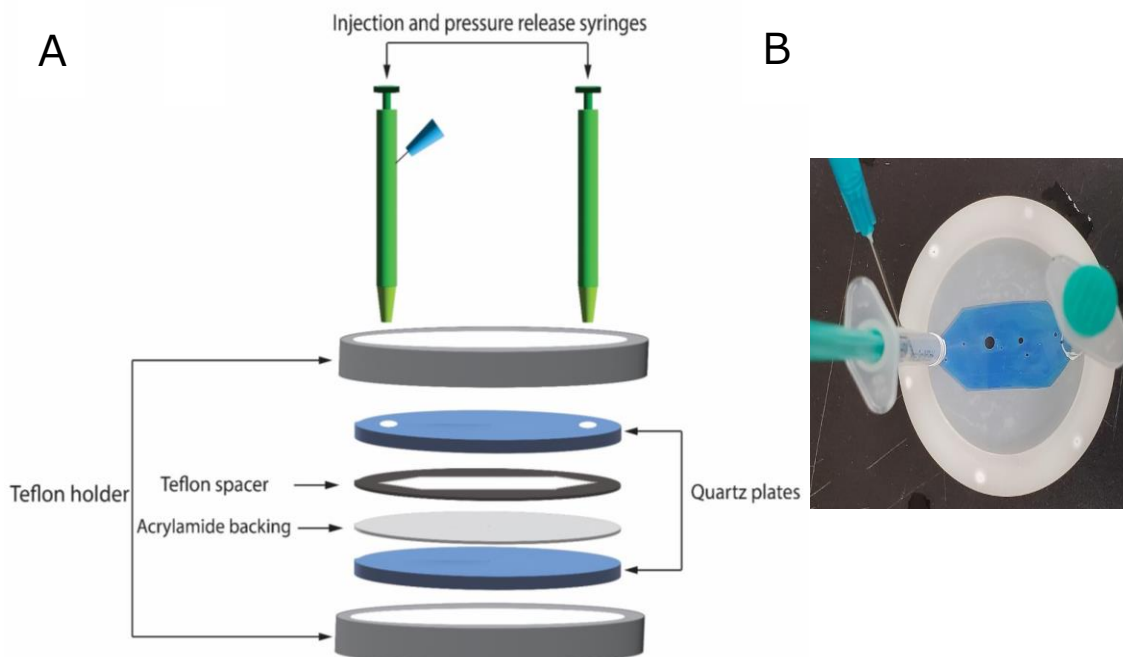 A
Injection and pressure release syringes
B
Teflon holder
Teflon spacer
Acrylamide backing
Quartz plates